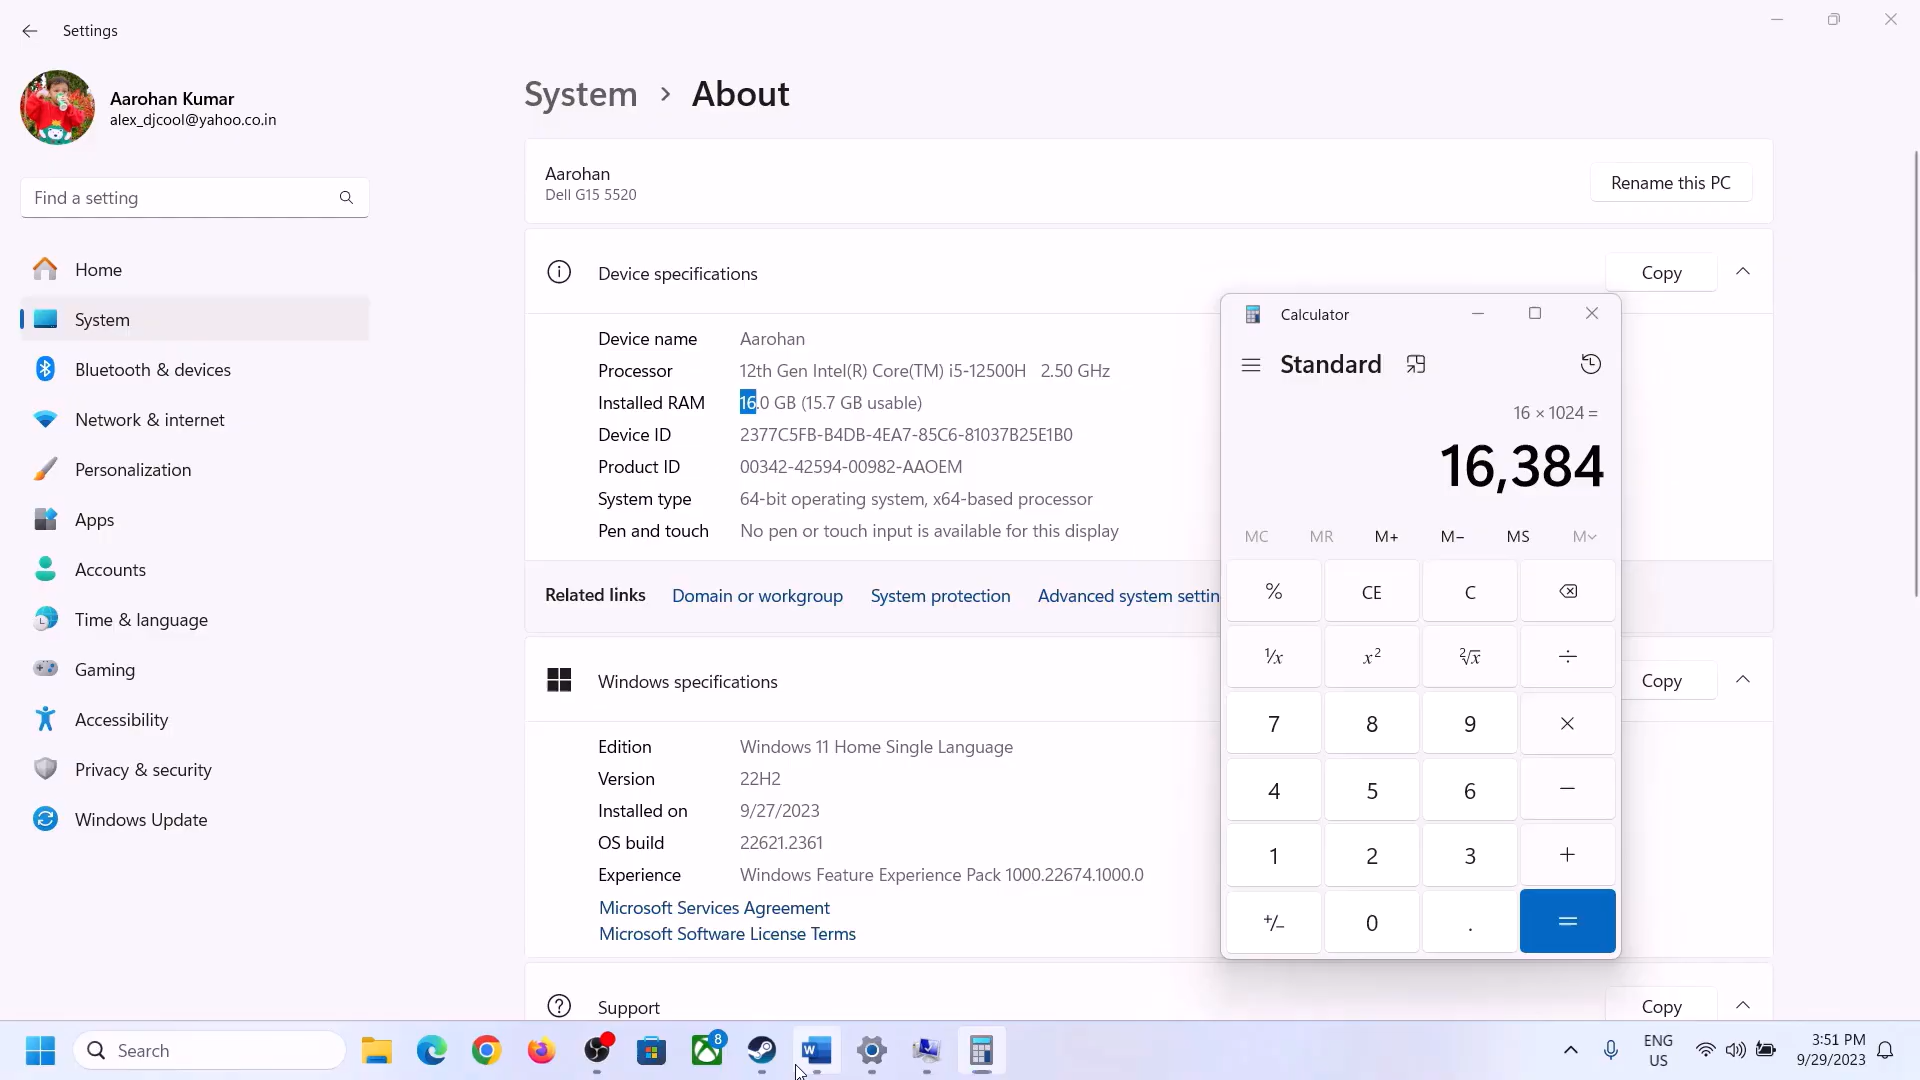 Settings
Aarohan Kumar
alex_djcool@yahoo.co.in
Find a setting
Home
System
Bluetooth & devices
Network & internet
Personalization
Apps
Accounts
Time & language
Gaming
Accessibility
Privacy & security
Windows Update
System > About
Aarohan
Dell G15 5520
Rename this PC
Device specifications
Copy
Device name Aarohan
Processor 12th Gen Intel(R) Core(TM) i5-12500H 2.50 GHz
Installed RAM 16.0 GB (15.7 GB usable)
Device ID 2377C5FB-B4DB-4EA7-85C6-81037B25E1B0
Product ID 00342-42594-00982-AAOEM
System type 64-bit operating system, x64-based processor
Pen and touch No pen or touch input is available for this display
Related links Domain or workgroup System protection Advanced system settin
Windows specifications
Copy
Edition Windows 11 Home Single Language
Version 22H2
Installed on 9/27/2023
OS build 22621.2361
Experience Windows Feature Experience Pack 1000.22674.1000.0
Microsoft Services Agreement
Microsoft Software License Terms
Support
Copy
Calculator
Standard
16 × 1024 =
16,384
MC MR M+ M− MS M
% CE C
⅟x x² ²√x ÷
7 8 9 ×
4 5 6 −
1 2 3 +
+/− 0 . =
Search
8
ENG
US
3:51 PM
9/29/2023